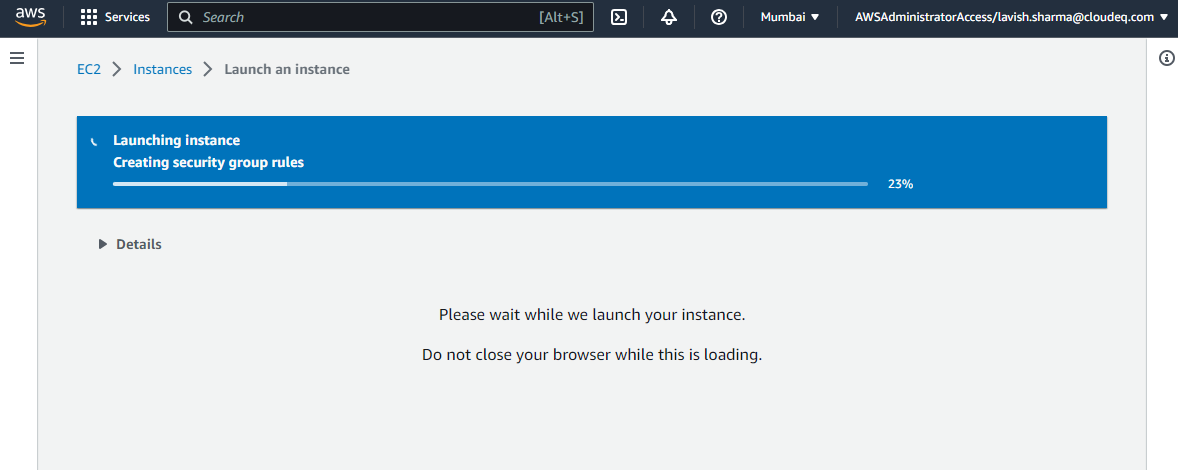 aws Services Search [Alt+S] Mumbai AWSAdministratorAccess/lavish.sharma@cloudeq.com
EC2 Instances Launch an instance
Launching instance
Creating security group rules
23%
Details
Please wait while we launch your instance.
Do not close your browser while this is loading.